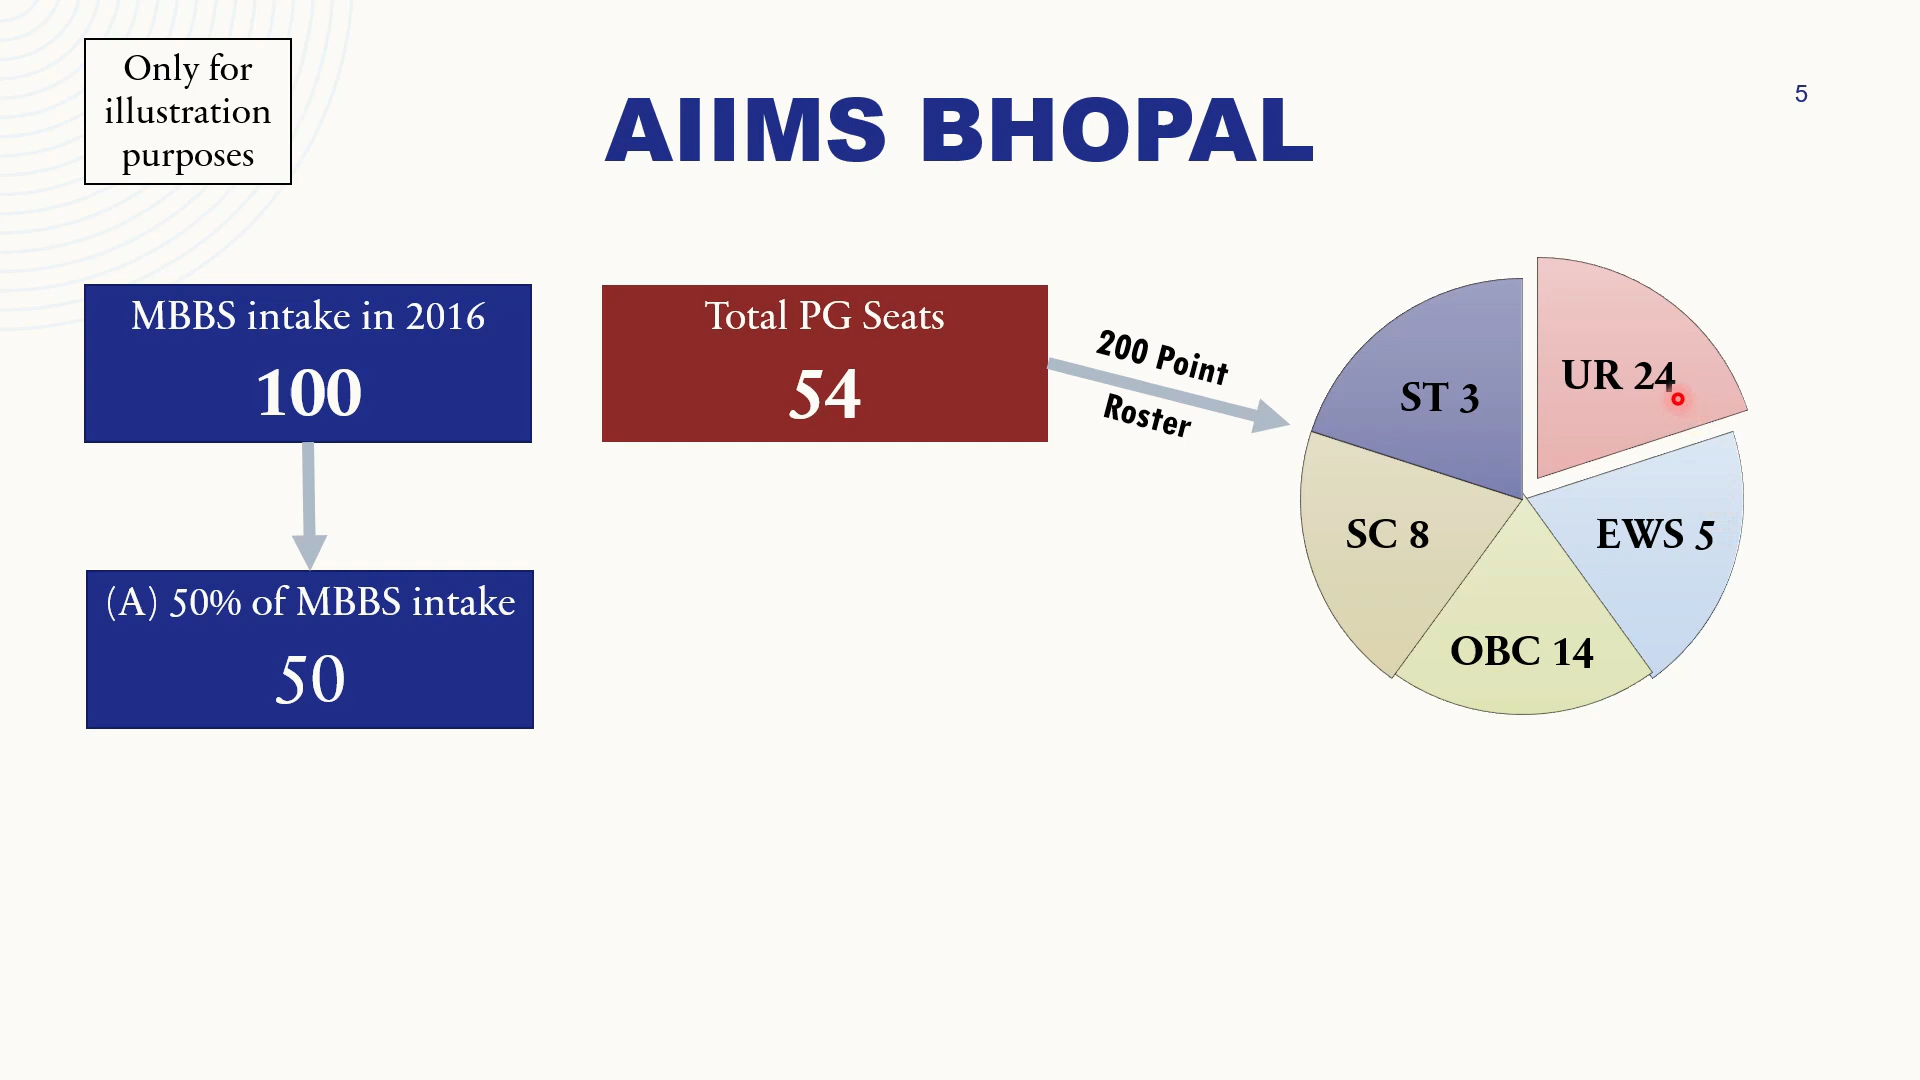 Only for
illustration
purposes
AIIMS BHOPAL
5
MBBS intake in 2016
100
Total PG Seats
54
200 Point
Roster
ST 3
UR 24
SC 8
EWS 5
OBC 14
(A) 50% of MBBS intake
50